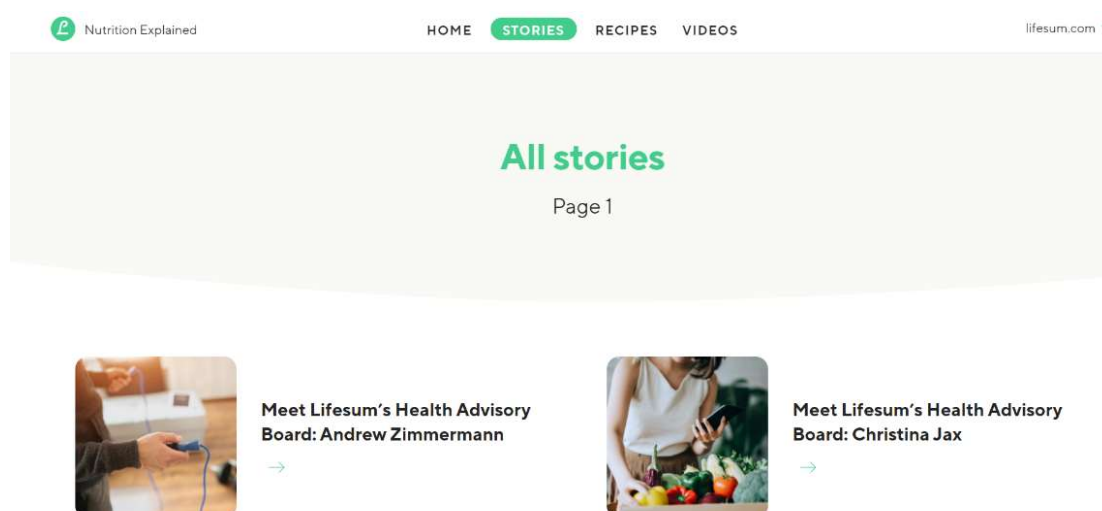 Nutrition Explained
HOME
STORIES
RECIPES
VIDEOS
lifesum.com
All stories
Page 1
Meet Lifesum's Health Advisory
Board: Andrew Zimmermann
Meet Lifesum's Health Advisory
Board: Christina Jax